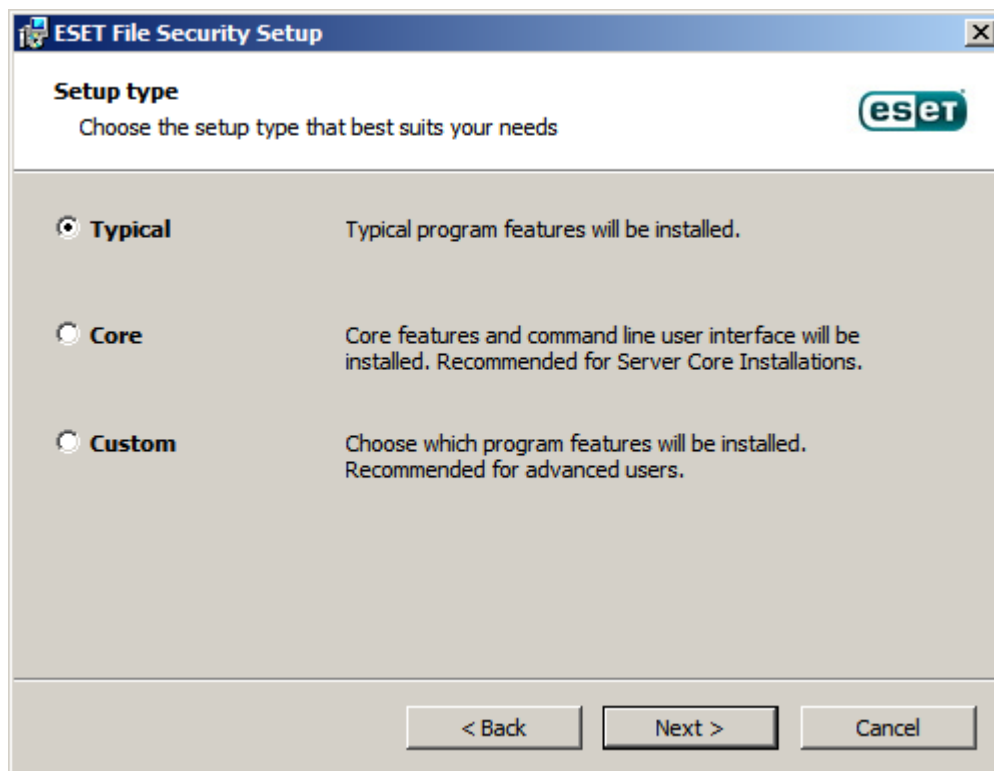 ESET File Security Setup
Setup type
Choose the setup type that best suits your needs
eseT
Typical
Typical program features will be installed.
Core
Core features and command line user interface will be
installed. Recommended for Server Core Installations.
Custom
Choose which program features will be installed.
Recommended for advanced users.
< Back
Next >
Cancel